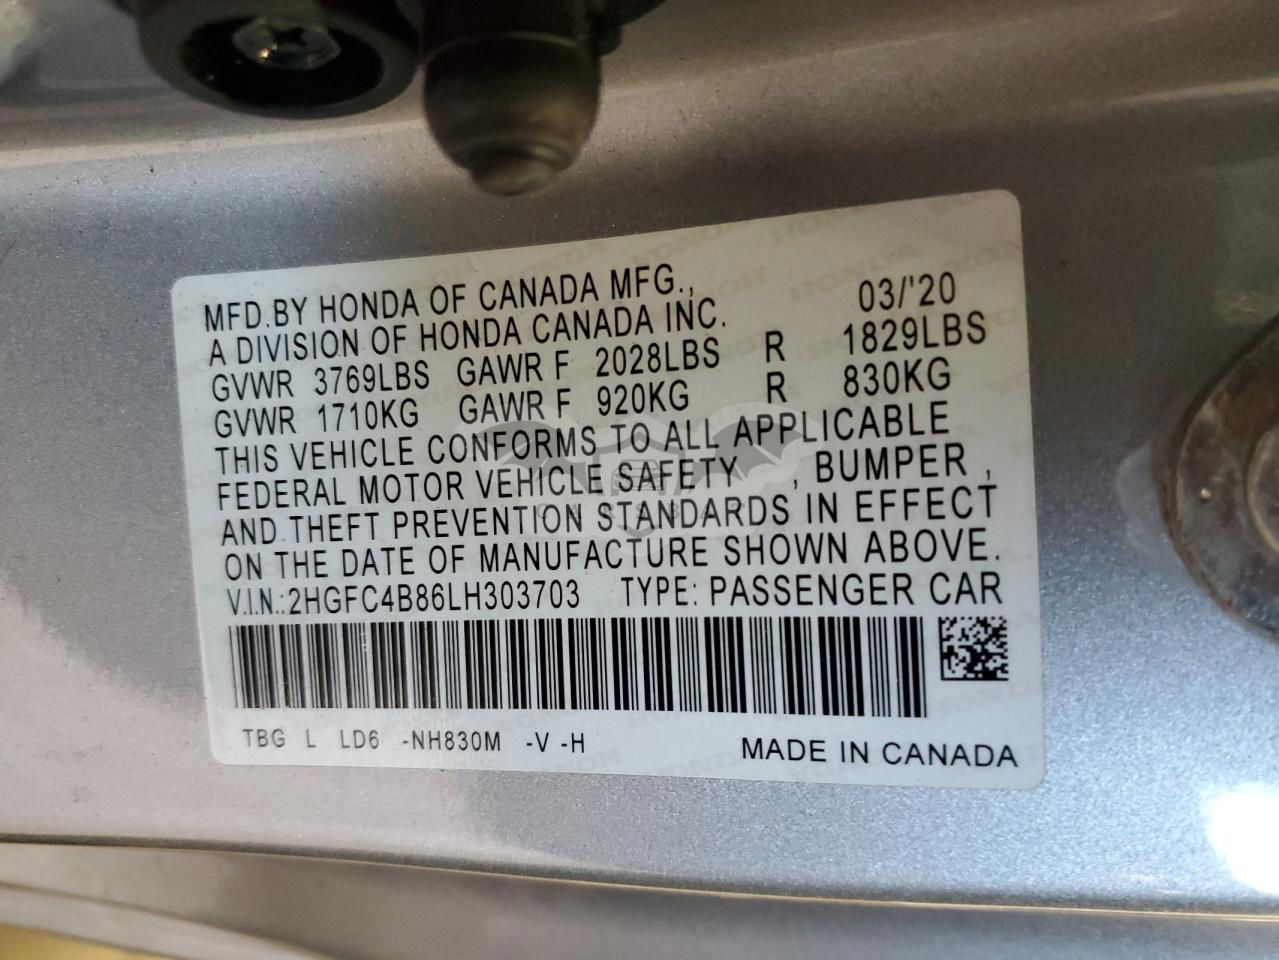 MFD.BY HONDA OF CANADA MFG., 03/'20
A DIVISION OF HONDA CANADA INC.
GVWR 3769LBS GAWR F 2028LBS R 1829LBS
GVWR 1710KG GAWR F 920KG R 830KG
THIS VEHICLE CONFORMS TO ALL APPLICABLE
FEDERAL MOTOR VEHICLE SAFETY , BUMPER ,
AND THEFT PREVENTION STANDARDS IN EFFECT
ON THE DATE OF MANUFACTURE SHOWN ABOVE.
V.I.N.:2HGFC4B86LH303703 TYPE: PASSENGER CAR
TBG L LD6 -NH830M -V -H
MADE IN CANADA